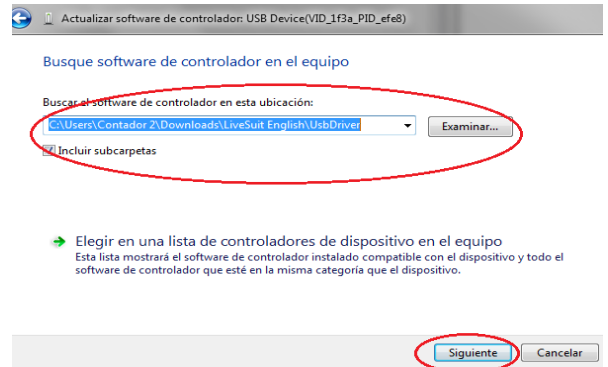 Actualizar software de controlador: USB Device(VID_1f3a_PID_efe8)
Busque software de controlador en el equipo
Buscar el software de controlador en esta ubicación:
C:\Users\Contador 2\Downloads\LiveSuit English\UsbDriver
Examinar...
Incluir subcarpetas
Elegir en una lista de controladores de dispositivo en el equipo
Esta lista mostrará el software de controlador instalado compatible con el dispositivo y todo el
software de controlador que esté en la misma categoría que el dispositivo.
Siguiente
Cancelar